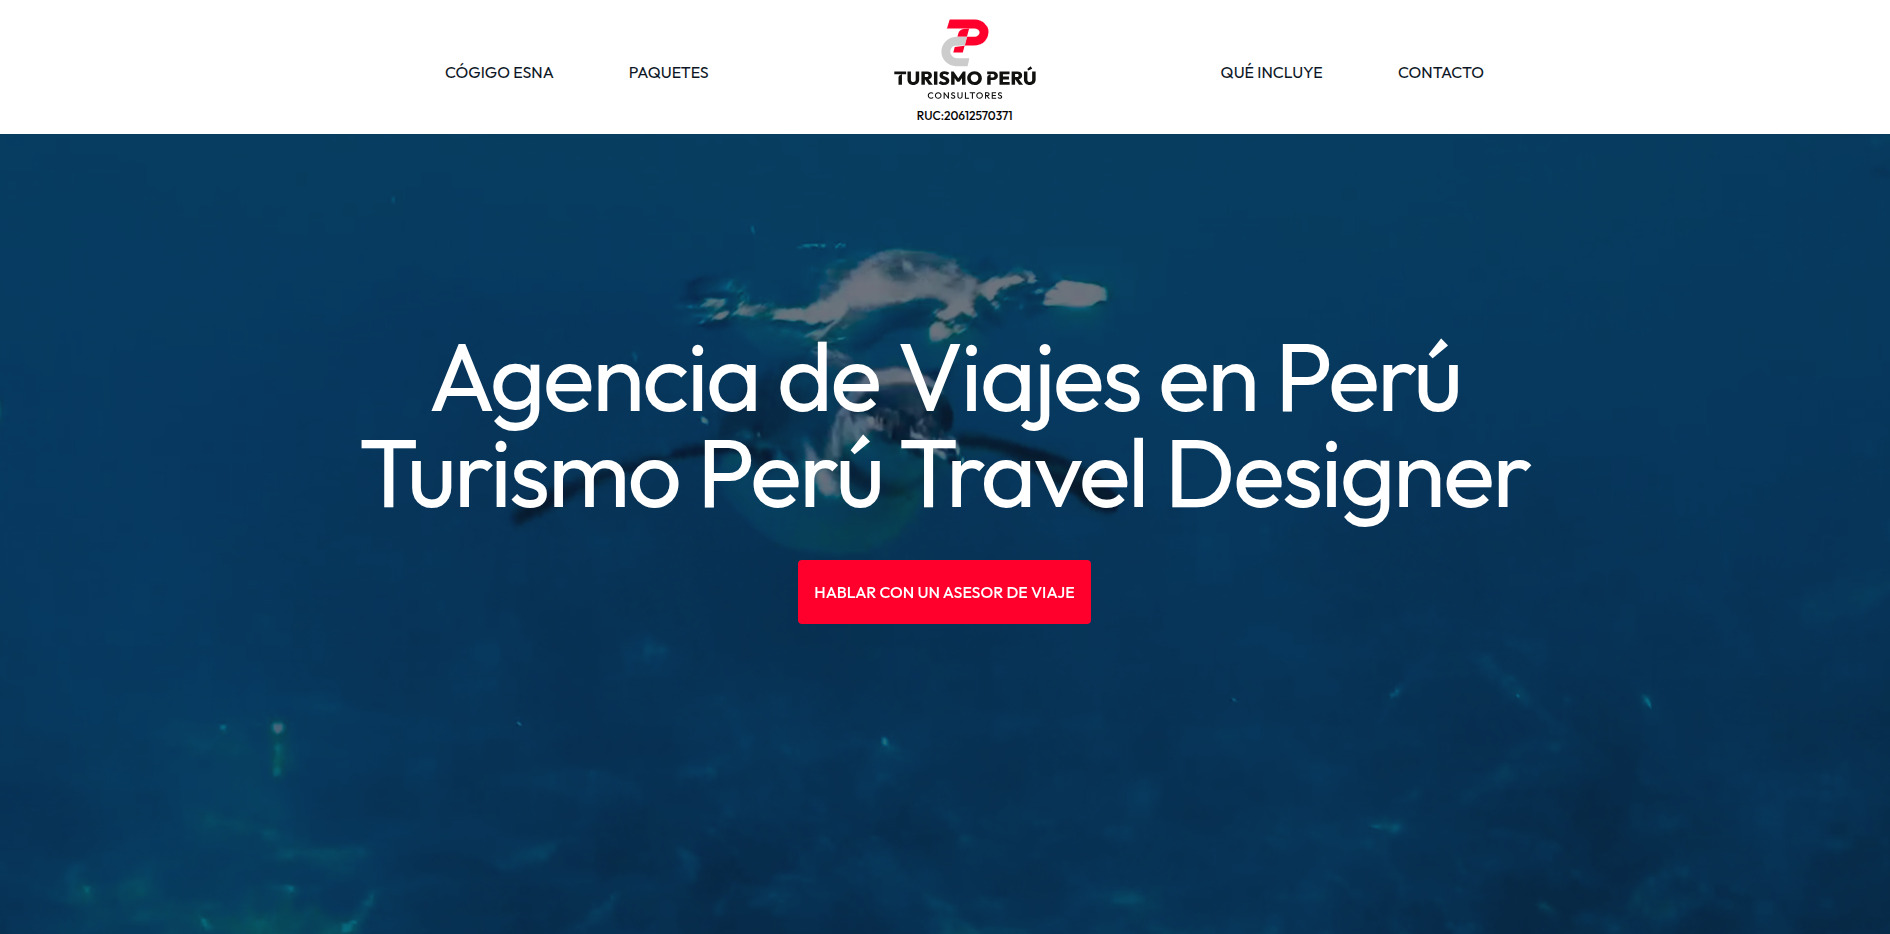 CÓGIGO ESNA
PAQUETES
TURISMO PERÚ
CONSULTORES
RUC:20612570371
QUÉ INCLUYE
CONTACTO
Agencia de Viajes en Perú
Turismo Perú Travel Designer
HABLAR CON UN ASESOR DE VIAJE